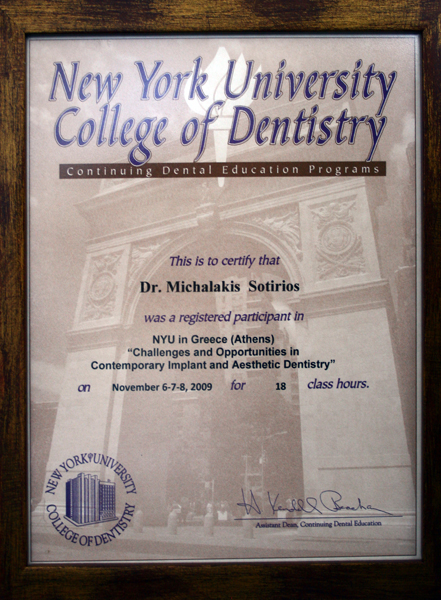 New York University
College of Dentistry
Continuing Dental Education Programs
This is to certify that
Dr. Michalakis Sotirios
was a registered participant in
NYU in Greece (Athens)
"Challenges and Opportunities in
Contemporary Implant and Aesthetic Dentistry"
on November 6-7-8, 2009 for 18 class hours.
NEW YORK UNIVERSITY
COLLEGE OF DENTISTRY
Assistant Dean, Continuing Dental Education